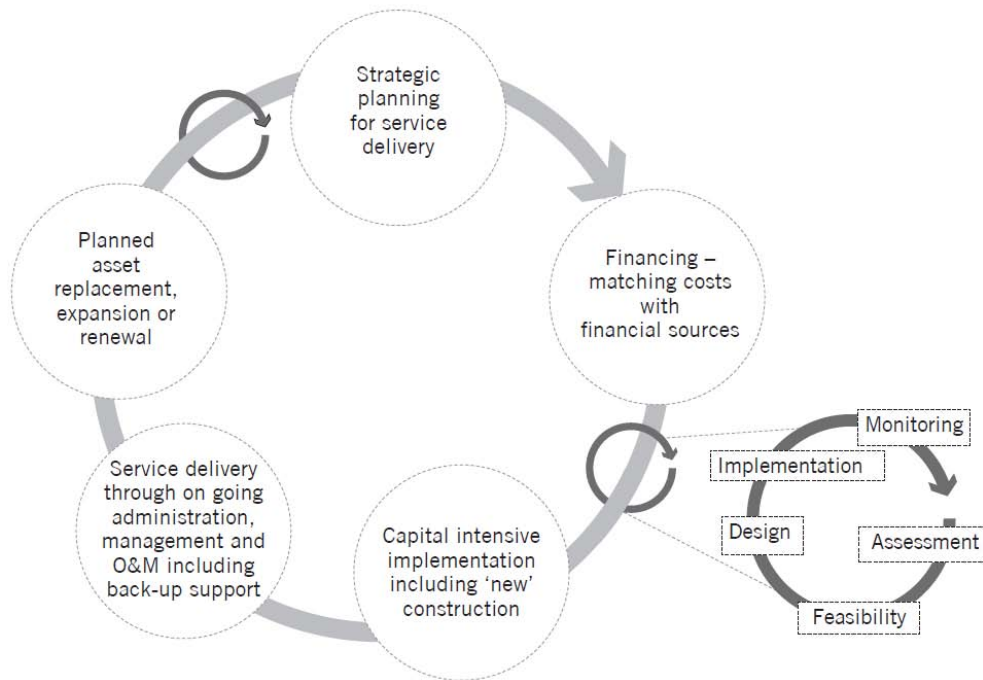 Strategic
planning
for service
delivery
Financing –
matching costs
with
financial sources
Capital intensive
implementation
including ‘new’
construction
Service delivery
through on going
administration,
management and
O&M including
back-up support
Planned
asset
replacement,
expansion or
renewal
Monitoring
Implementation
Design
Assessment
Feasibility